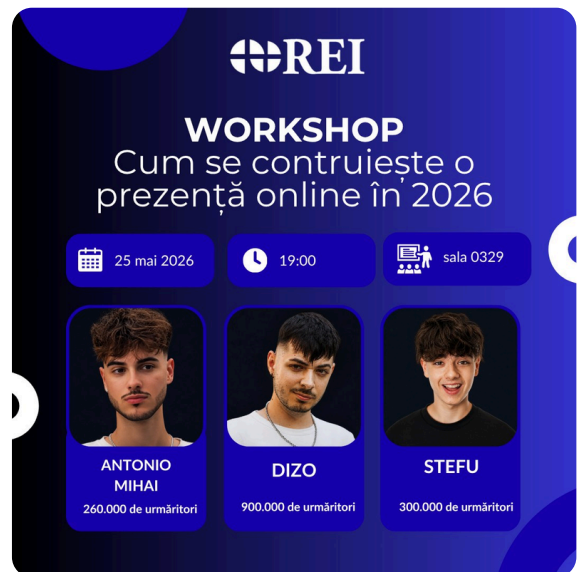 REI
WORKSHOP
Cum se contruiește o
prezență online în 2026
25 mai 2026
19:00
sala 0329
ANTONIO
MIHAI
260.000 de urmăritori
DIZO
900.000 de urmăritori
STEFU
300.000 de urmăritori